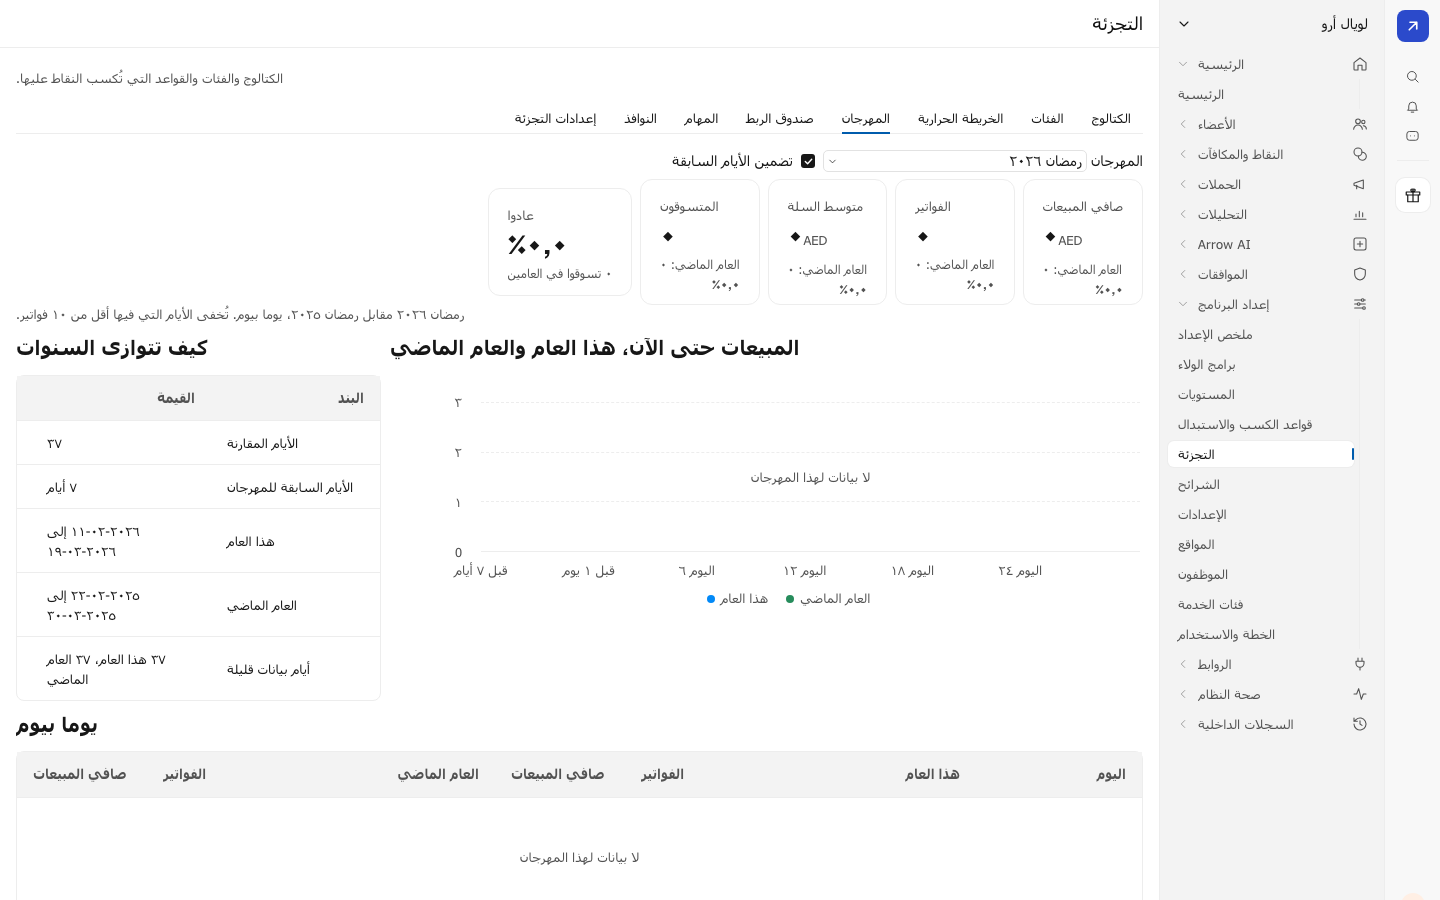 لويال أرو
الرئيسية
الرئيسية
الأعضاء
النقاط والمكافآت
الحملات
التحليلات
Arrow AI
الموافقات
إعداد البرنامج
ملخص الإعداد
برامج الولاء
المستويات
قواعد الكسب والاستبدال
التجزئة
الشرائح
الإعدادات
المواقع
الموظفون
فئات الخدمة
الخطة والاستخدام
الروابط
صحة النظام
السجلات الداخلية
التجزئة
الكتالوج والفئات والقواعد التي تُكسب النقاط عليها.
الكتالوج الفئات الخريطة الحرارية المهرجان صندوق الربط المهام النوافذ إعدادات التجزئة
المهرجان رمضان ٢٠٢٦ تضمين الأيام السابقة
صافي المبيعات
AED ٠
العام الماضي: ٠
٪٠٫٠
الفواتير
٠
العام الماضي: ٠
٪٠٫٠
متوسط السلة
AED ٠
العام الماضي: ٠
٪٠٫٠
المتسوقون
٠
العام الماضي: ٠
٪٠٫٠
عادوا
٪٠٫٠
٠ تسوقوا في العامين
رمضان ٢٠٢٦ مقابل رمضان ٢٠٢٥، يوما بيوم. تُخفى الأيام التي فيها أقل من ١٠ فواتير.
المبيعات حتى الآن، هذا العام والعام الماضي
٣
٢
١
0
لا بيانات لهذا المهرجان
قبل ٧ أيام قبل ١ يوم اليوم ٦ اليوم ١٢ اليوم ١٨ اليوم ٢٤
العام الماضي هذا العام
كيف تتوازى السنوات
البند القيمة
الأيام المقارنة ٣٧
الأيام السابقة للمهرجان ٧ أيام
هذا العام ٢٠٢٦-٠٢-١١ إلى
٢٠٢٦-٠٣-١٩
العام الماضي ٢٠٢٥-٠٢-٢٢ إلى
٢٠٢٥-٠٣-٣٠
أيام بيانات قليلة ٣٧ هذا العام، ٣٧ العام
الماضي
يوما بيوم
اليوم هذا العام الفواتير صافي المبيعات العام الماضي الفواتير صافي المبيعات
لا بيانات لهذا المهرجان